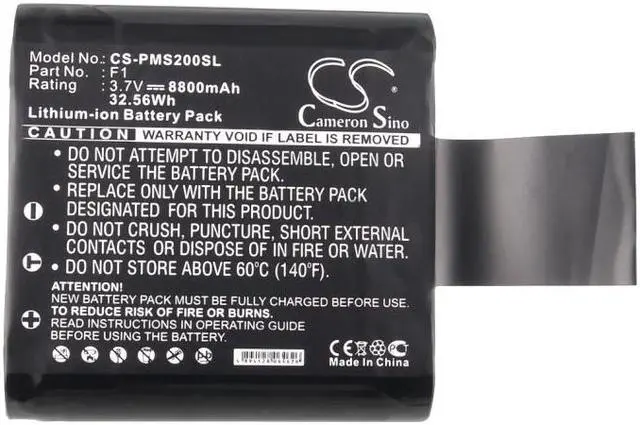 Model No.: CS-PMS200SL
Part No. : F1
Rating : 3.7V 8800mAh
32.56Wh
Lithium-ion Battery Pack
CS
Cameron Sino
WARRANTY VOID IF LABEL IS REMOVED
• DO NOT ATTEMPT TO DISASSEMBLE, OPEN OR
SERVICE THE BATTERY PACK.
• REPLACE ONLY WITH THE BATTERY PACK
DESIGNATED FOR THIS PRODUCT.
• DO NOT CRUSH, PUNCTURE, SHORT EXTERNAL
CONTACTS OR DISPOSE OF IN FIRE OR WATER.
• DO NOT STORE ABOVE 60°C (140°F).
ATTENTION!
NEW BATTERY PACK MUST BE FULLY CHARGED BEFORE USE.
TO REDUCE RISK OF FIRE OR BURNS.
READ INSTRUCTIONS IN OPERATING GUIDE
BEFORE USING THE BATTERY.
CE
Made in China
− C +